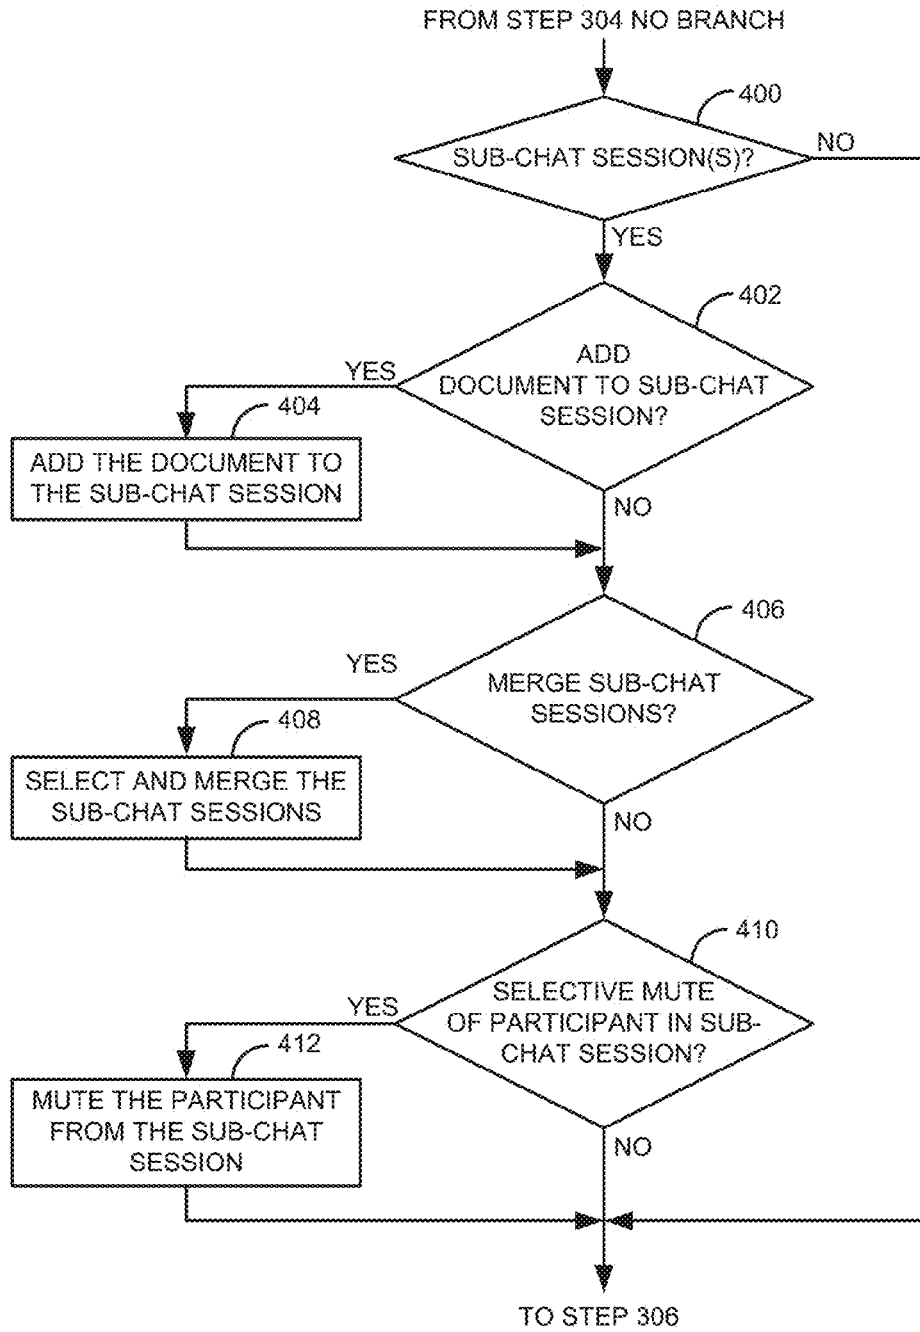 FROM STEP 304 NO BRANCH
400
SUB-CHAT SESSION(S)?
NO
YES
402
ADD
DOCUMENT TO SUB-CHAT
SESSION?
YES
404
ADD THE DOCUMENT TO
THE SUB-CHAT SESSION
NO
406
MERGE SUB-CHAT
SESSIONS?
YES
408
SELECT AND MERGE THE
SUB-CHAT SESSIONS
NO
410
SELECTIVE MUTE
OF PARTICIPANT IN SUB-
CHAT SESSION?
YES
412
MUTE THE PARTICIPANT
FROM THE SUB-CHAT
SESSION
NO
TO STEP 306